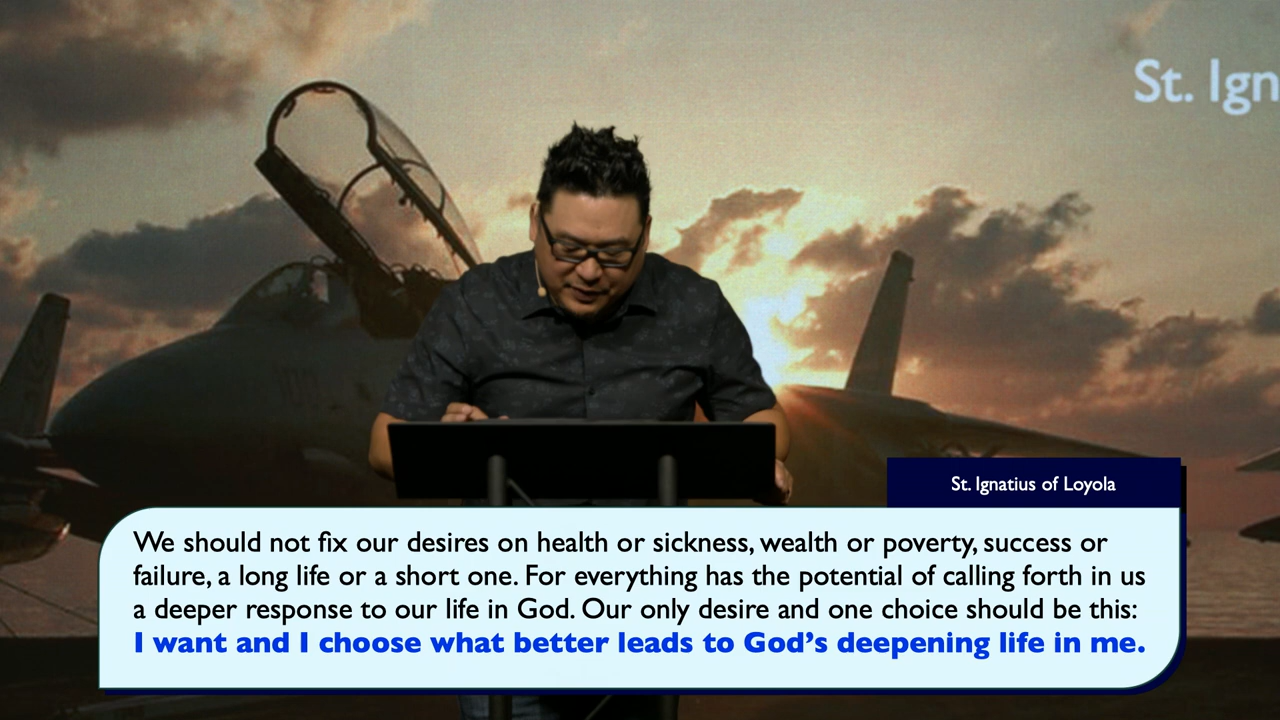 St. Ign
St. Ignatius of Loyola
We should not fix our desires on health or sickness, wealth or poverty, success or
failure, a long life or a short one. For everything has the potential of calling forth in us
a deeper response to our life in God. Our only desire and one choice should be this:
I want and I choose what better leads to God's deepening life in me.